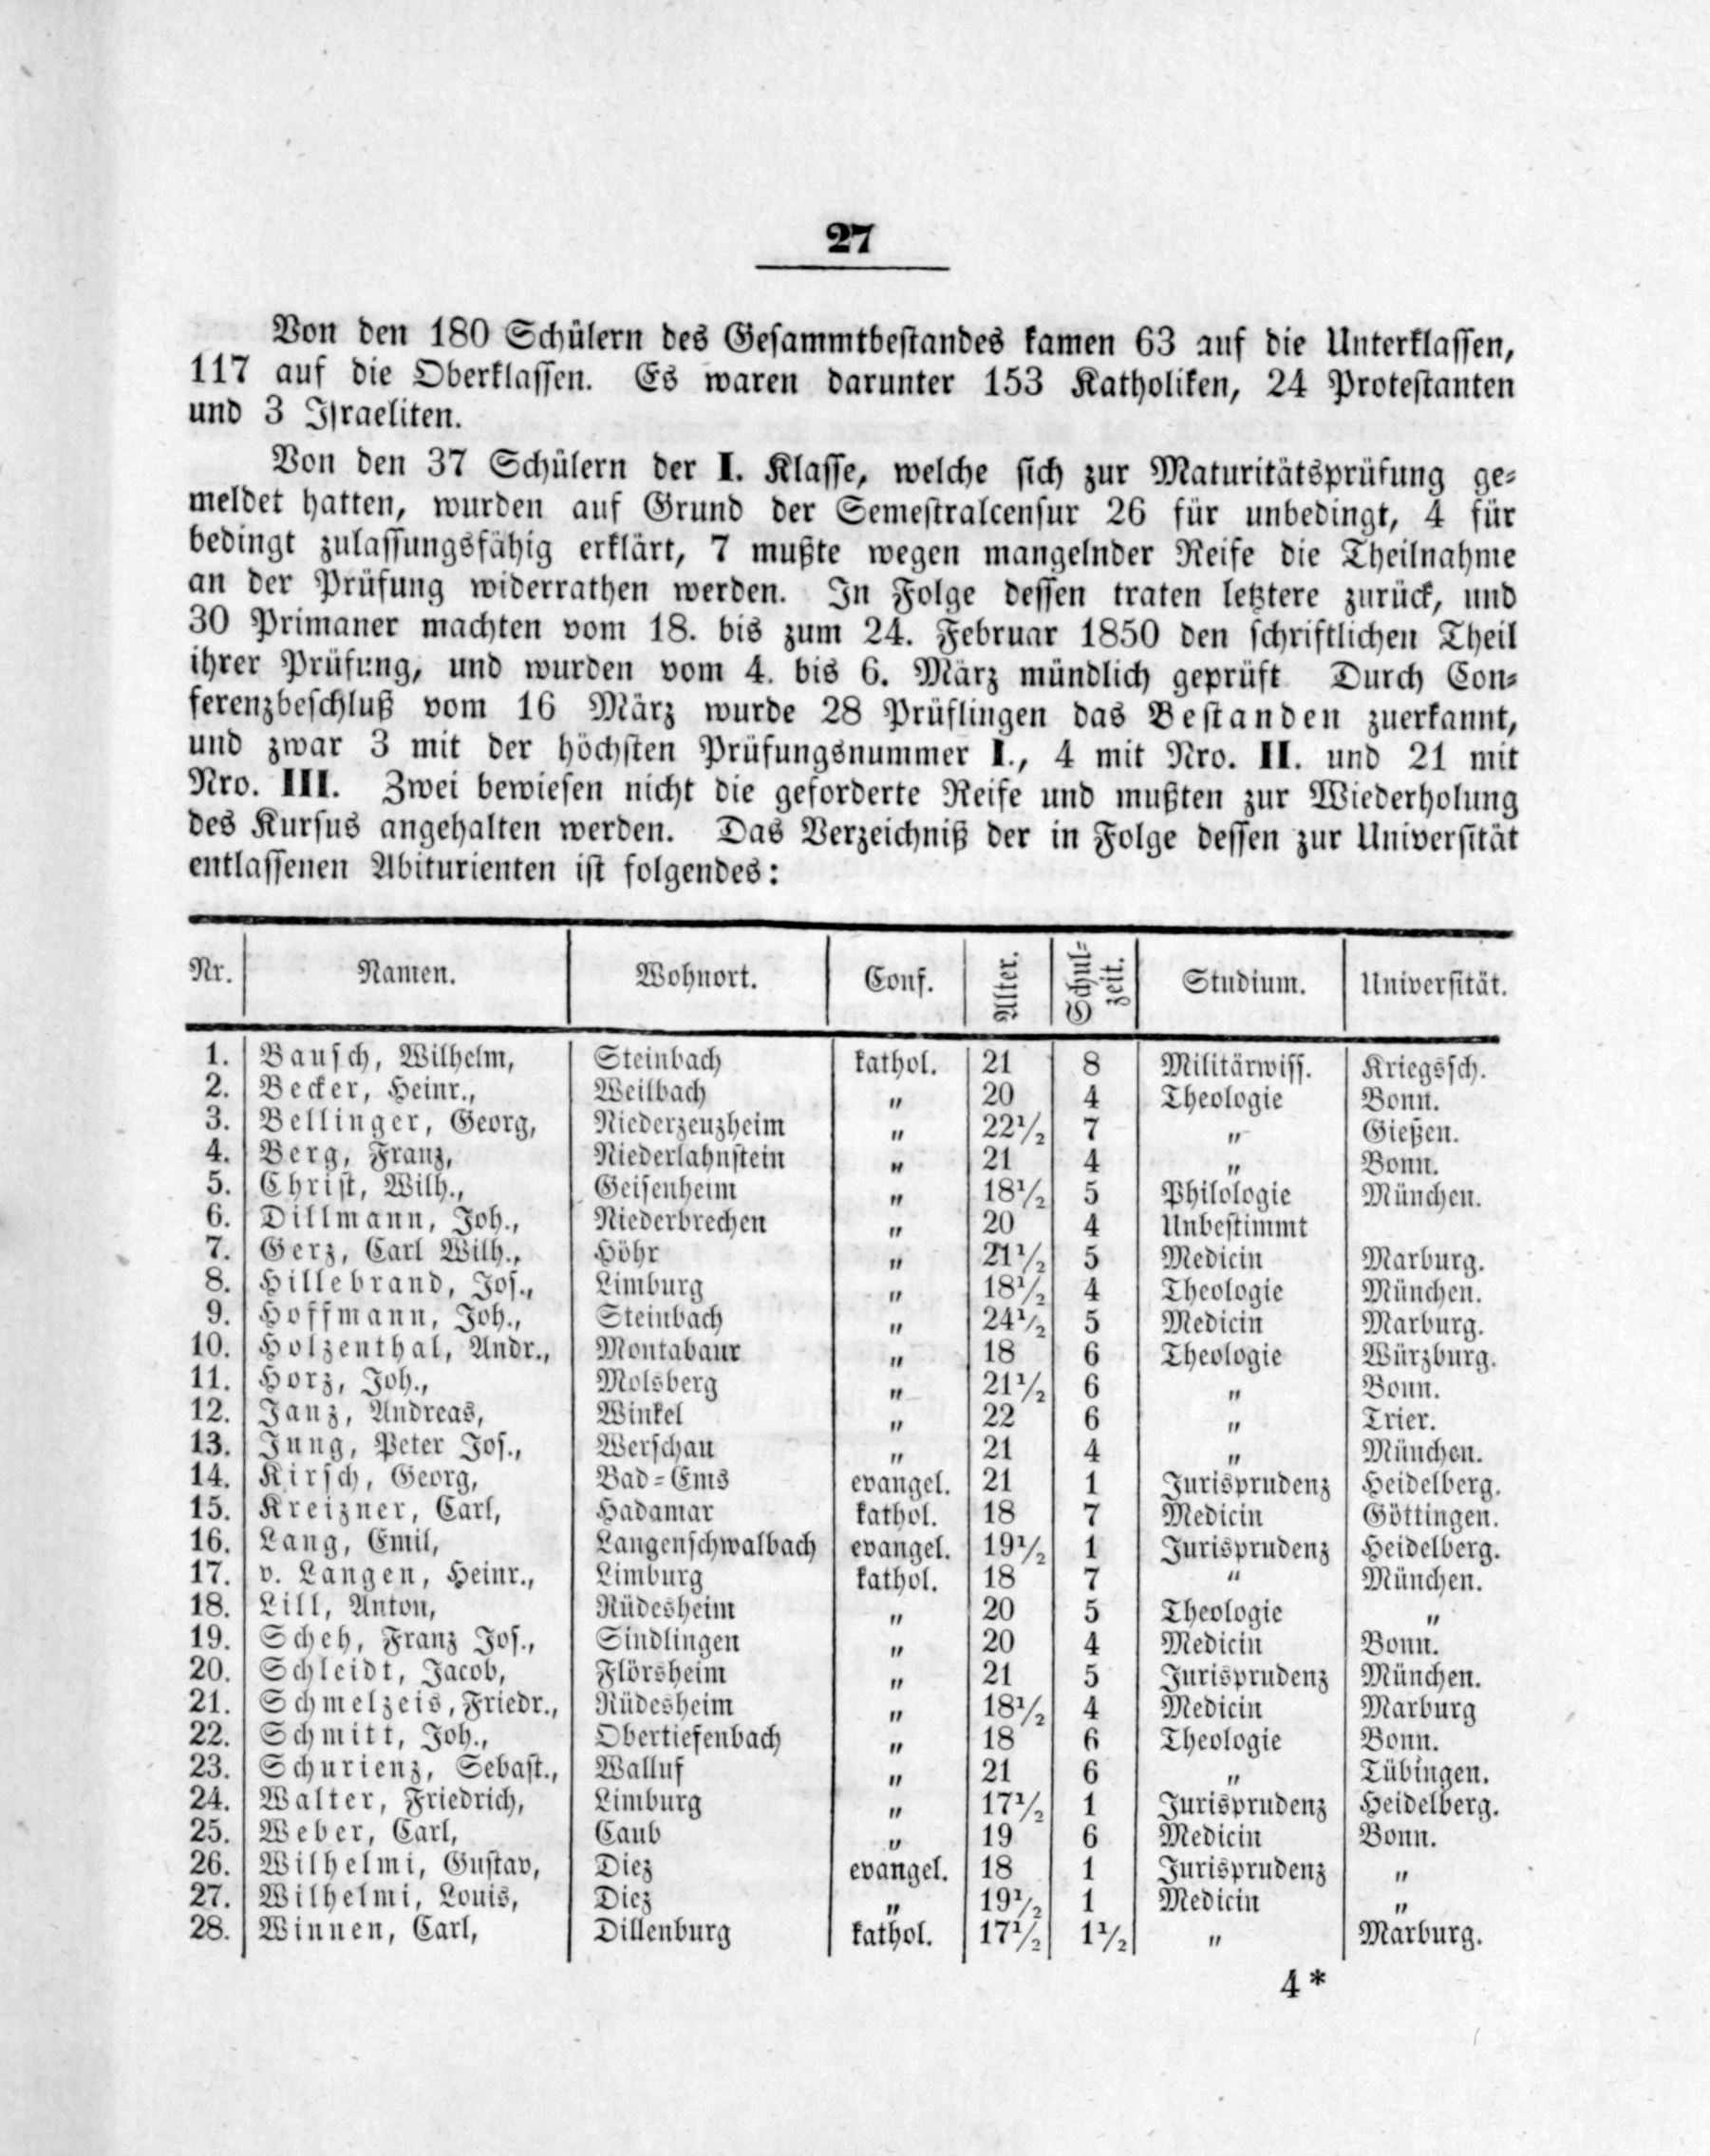 27
Von den 180 Schülern des Gesammtbestandes kamen 63 auf die Unterklassen,
117 auf die Oberklassen. Es waren darunter 153 Katholiken, 24 Protestanten
und 3 Israeliten.
Von den 37 Schülern der I. Klasse, welche sich zur Maturitätsprüfung ge-
meldet hatten, wurden auf Grund der Semestralcensur 26 für unbedingt, 4 für
bedingt zulassungsfähig erklärt, 7 mußte wegen mangelnder Reife die Theilnahme
an der Prüfung widerrathen werden. In Folge dessen traten letztere zurück, und
30 Primaner machten vom 18. bis zum 24. Februar 1850 den schriftlichen Theil
ihrer Prüfung, und wurden vom 4. bis 6. März mündlich geprüft Durch Con-
ferenzbeschluß vom 16 März wurde 28 Prüflingen das Bestanden zuerkannt,
und zwar 3 mit der höchsten Prüfungsnummer I., 4 mit Nro. II. und 21 mit
Nro. III. Zwei bewiesen nicht die geforderte Reife und mußten zur Wiederholung
des Kursus angehalten werden. Das Verzeichniß der in Folge dessen zur Universität
entlassenen Abiturienten ist folgendes:
Nr. Namen. Wohnort. Conf. Alter. Schul-zeit. Studium. Universität.
1. Bausch, Wilhelm, Steinbach kathol. 21 8 Militärwiss. Kriegssch.
2. Becker, Heinr., Weilbach „ 20 4 Theologie Bonn.
3. Bellinger, Georg, Niederzeuzheim „ 22½ 7 „ Gießen.
4. Berg, Franz, Niederlahnstein „ 21 4 „ Bonn.
5. Christ, Wilh., Geisenheim „ 18½ 5 Philologie München.
6. Dillmann, Joh., Niederbrechen „ 20 4 Unbestimmt
7. Gerz, Carl Wilh., Höhr „ 21½ 5 Medicin Marburg.
8. Hillebrand, Jos., Limburg „ 18½ 4 Theologie München.
9. Hoffmann, Joh., Steinbach „ 24½ 5 Medicin Marburg.
10. Holzenthal, Andr., Montabaur „ 18 6 Theologie Würzburg.
11. Horz, Joh., Molsberg „ 21½ 6 „ Bonn.
12. Janz, Andreas, Winkel „ 22 6 „ Trier.
13. Jung, Peter Jos., Werschau „ 21 4 „ München.
14. Kirsch, Georg, Bad-Ems evangel. 21 1 Jurisprudenz Heidelberg.
15. Kreizner, Carl, Hadamar kathol. 18 7 Medicin Göttingen.
16. Lang, Emil, Langenschwalbach evangel. 19½ 1 Jurisprudenz Heidelberg.
17. v. Langen, Heinr., Limburg kathol. 18 7 „ München.
18. Lill, Anton, Rüdesheim „ 20 5 Theologie „
19. Scheh, Franz Jos., Sindlingen „ 20 4 Medicin Bonn.
20. Schleidt, Jacob, Flörsheim „ 21 5 Jurisprudenz München.
21. Schmelzeis, Friedr., Rüdesheim „ 18½ 4 Medicin Marburg
22. Schmitt, Joh., Obertiefenbach „ 18 6 Theologie Bonn.
23. Schurienz, Sebast., Walluf „ 21 6 „ Tübingen.
24. Walter, Friedrich, Limburg „ 17½ 1 Jurisprudenz Heidelberg.
25. Weber, Carl, Caub „ 19 6 Medicin Bonn.
26. Wilhelmi, Gustav, Diez evangel. 18 1 Jurisprudenz „
27. Wilhelmi, Louis, Diez „ 19½ 1 Medicin „
28. Winnen, Carl, Dillenburg kathol. 17½ 1½ „ Marburg.
4*